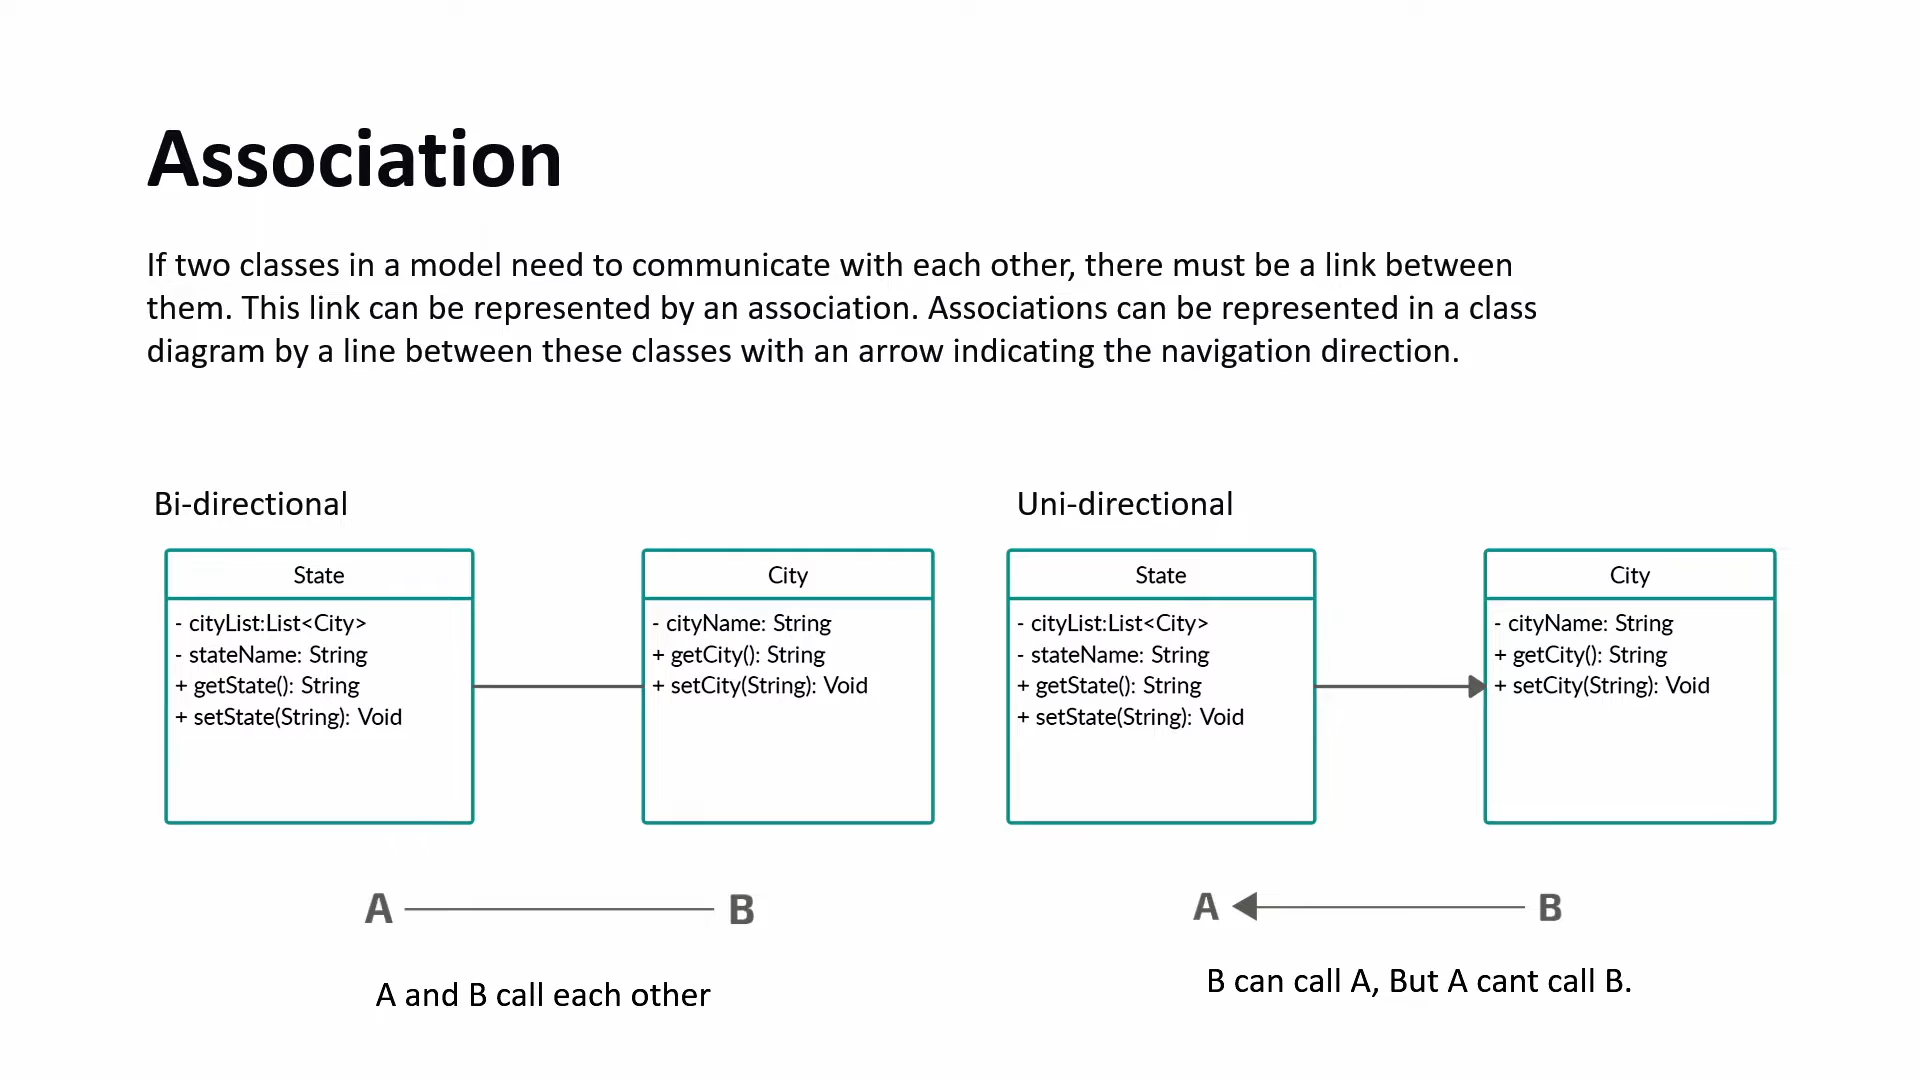 Association
If two classes in a model need to communicate with each other, there must be a link between
them. This link can be represented by an association. Associations can be represented in a class
diagram by a line between these classes with an arrow indicating the navigation direction.
Bi-directional
State
- cityList:List<City>
- stateName: String
+ getState(): String
+ setState(String): Void
City
- cityName: String
+ getCity(): String
+ setCity(String): Void
A
B
A and B call each other
Uni-directional
State
- cityList:List<City>
- stateName: String
+ getState(): String
+ setState(String): Void
City
- cityName: String
+ getCity(): String
+ setCity(String): Void
A
B
B can call A, But A cant call B.